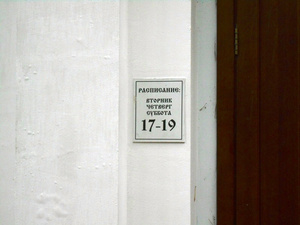 РАСПИСАНИЕ:
ВТОРНИК
ЧЕТВЕРГ
СУББОТА
17-19